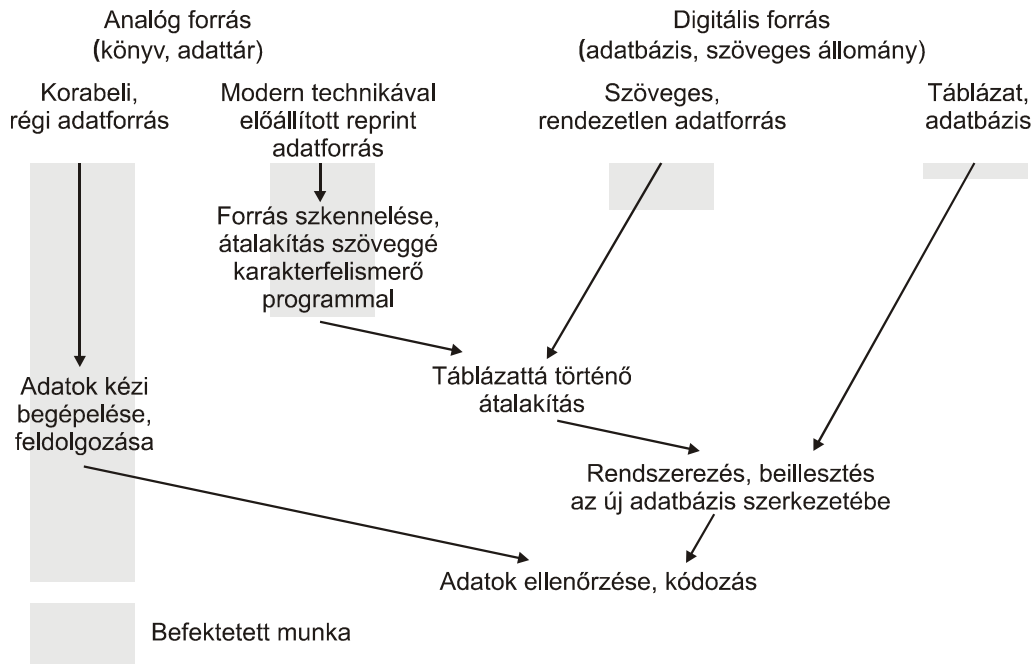 Analóg forrás
(könyv, adattár)
Digitális forrás
(adatbázis, szöveges állomány)
Korabeli,
régi adatforrás
Modern technikával
előállított reprint
adatforrás
Szöveges,
rendezetlen adatforrás
Táblázat,
adatbázis
Forrás szkennelése,
átalakítás szöveggé
karakterfelismerő
programmal
Adatok kézi
begépelése,
feldolgozása
Táblázattá történő
átalakítás
Rendszerezés, beillesztés
az új adatbázis szerkezetébe
Adatok ellenőrzése, kódozás
Befektetett munka